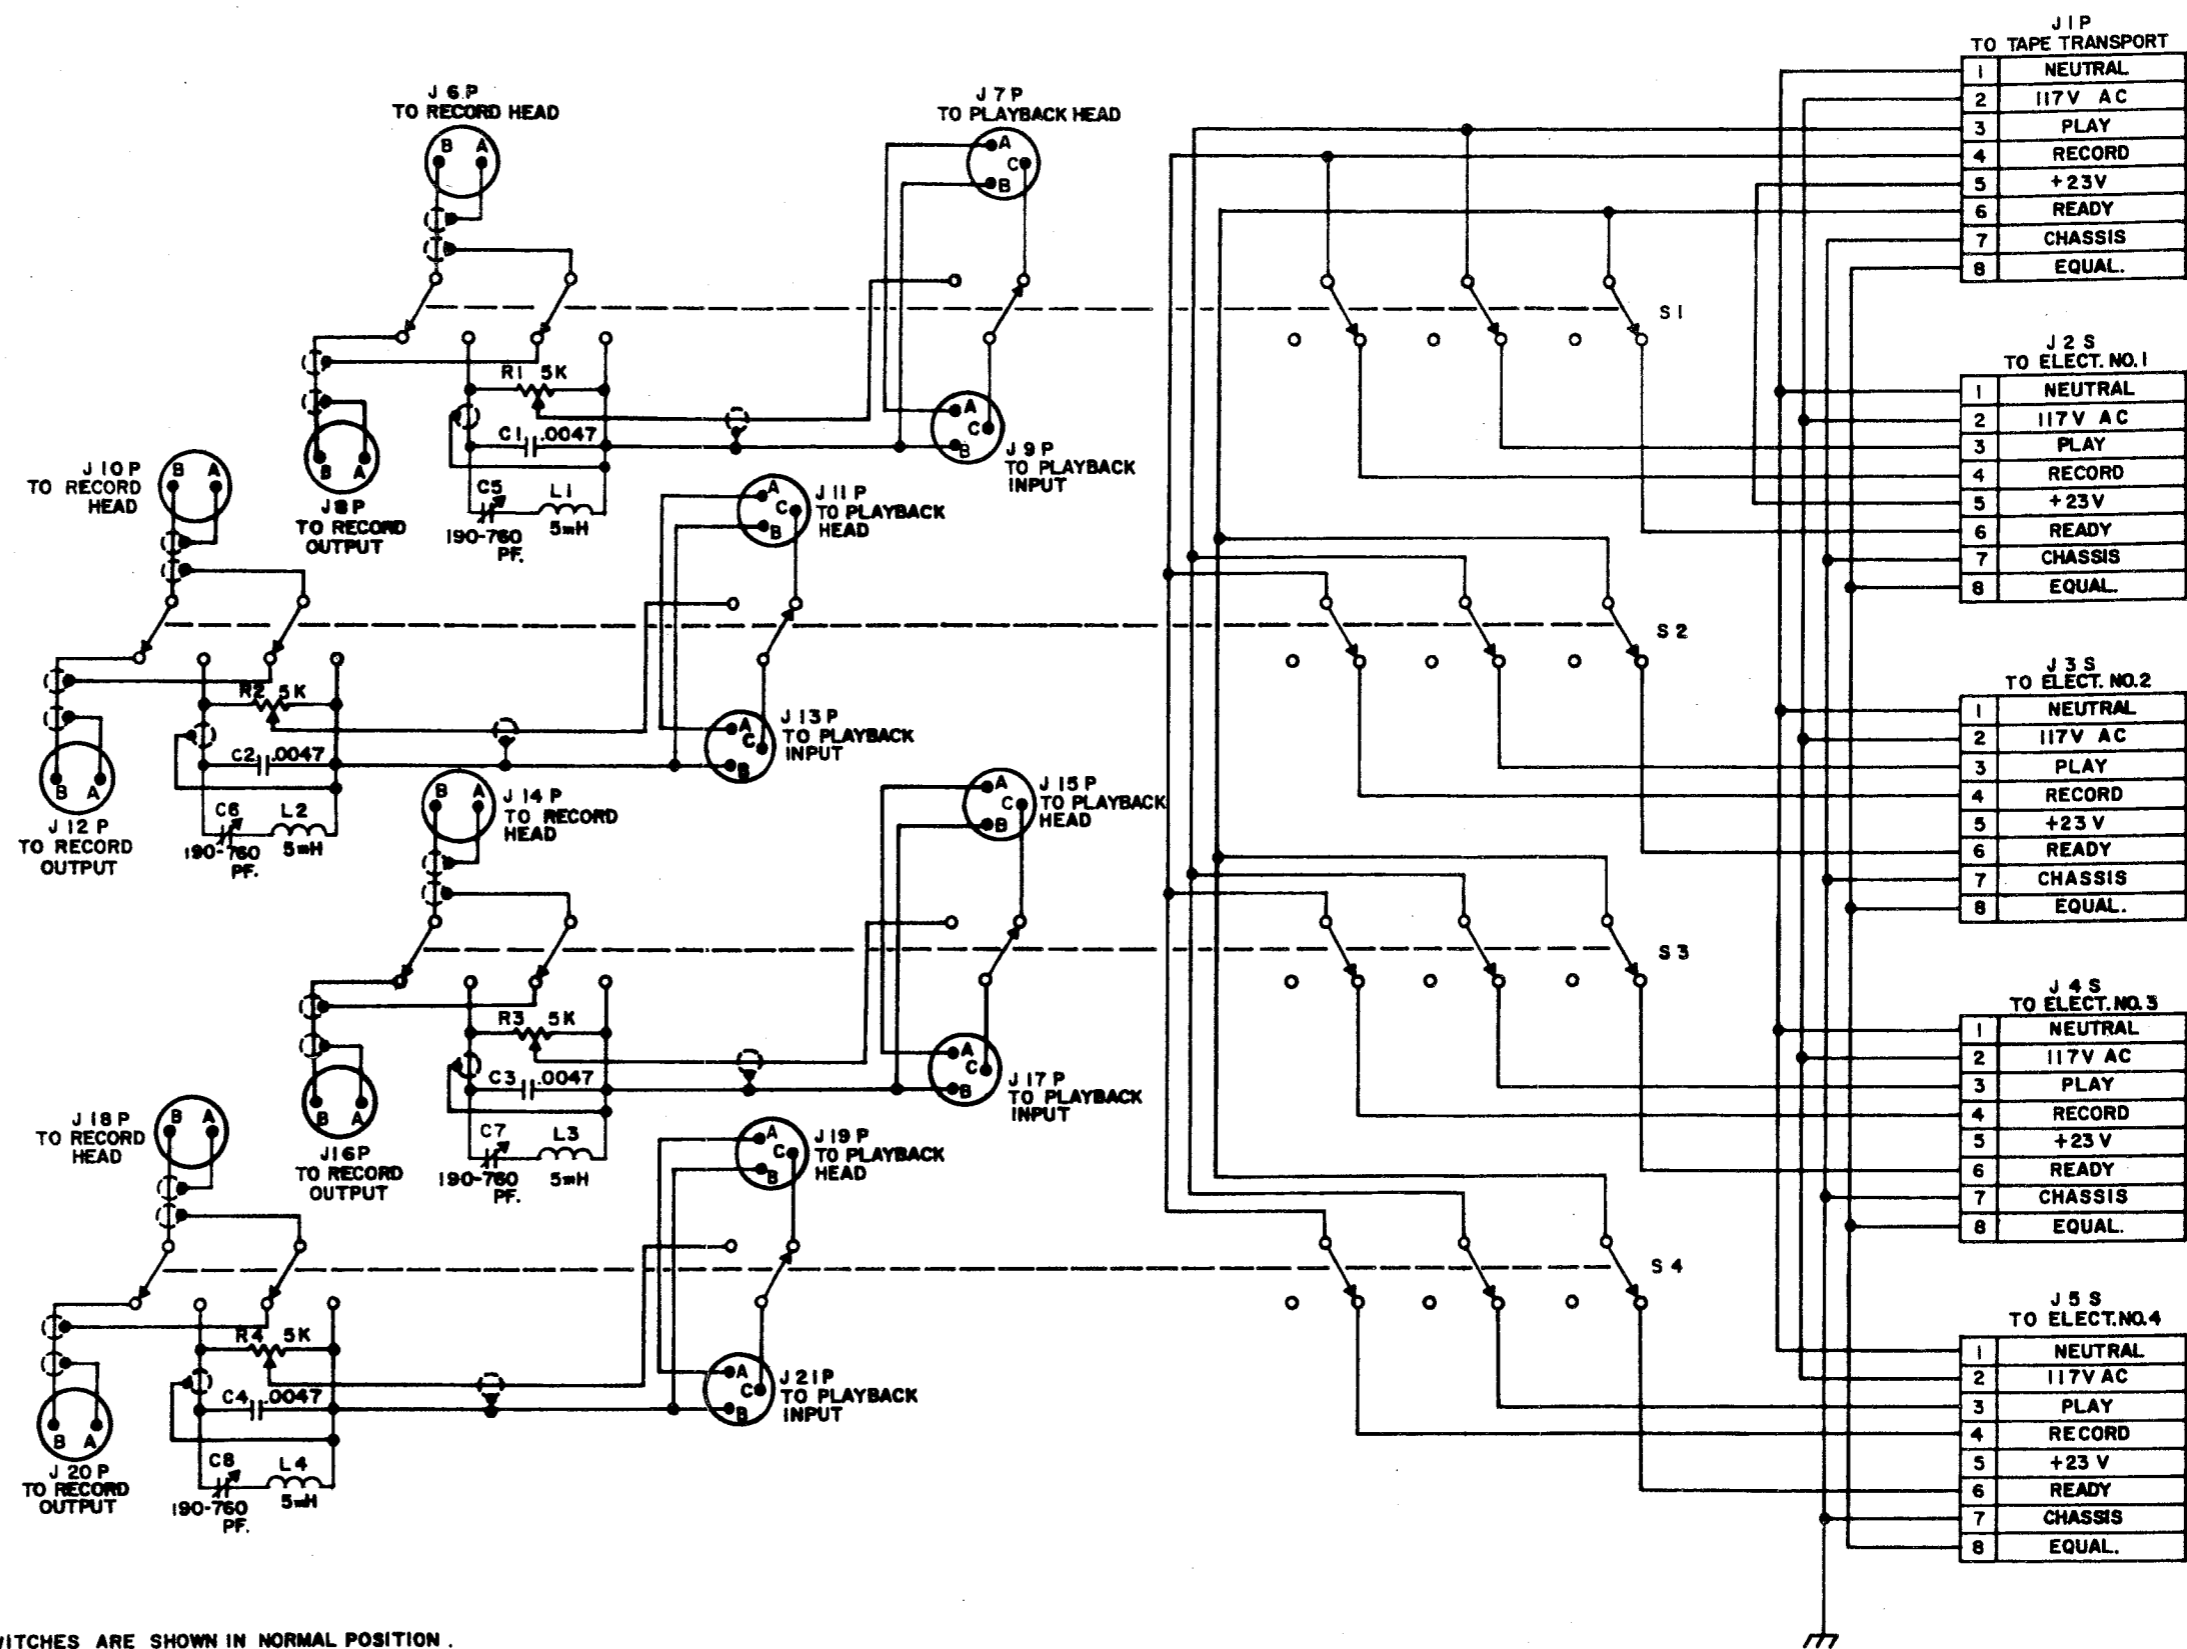 J 6 P
TO RECORD HEAD
B A
J 7 P
TO PLAYBACK HEAD
A
C
B
R1 5K
C1 .0047
C5
190-760
PF.
L1
5mH
B A
J8P
TO RECORD
OUTPUT
A
C
B
J 9 P
TO PLAYBACK
INPUT
J 10 P
TO RECORD
HEAD
B A
J 11 P
TO PLAYBACK
HEAD
A
C
B
R2 5K
C2 .0047
C6
190-760
PF.
L2
5mH
B A
J 12 P
TO RECORD
OUTPUT
A
C
B
J 13 P
TO PLAYBACK
INPUT
B A
J 14 P
TO RECORD
HEAD
A
C
B
J 15 P
TO PLAYBACK
HEAD
R3 5K
C3 .0047
C7
190-760
PF.
L3
5mH
B A
J16P
TO RECORD
OUTPUT
A
C
B
J 17 P
TO PLAYBACK
INPUT
J 18 P
TO RECORD
HEAD
B A
A
C
B
J19 P
TO PLAYBACK
HEAD
R4 5K
C4 .0047
C8
190-760
PF.
L4
5mH
B A
J 20 P
TO RECORD
OUTPUT
A
C
B
J 21P
TO PLAYBACK
INPUT
S 1
S 2
S 3
S 4
J 1 P
TO TAPE TRANSPORT
1 NEUTRAL
2 117V AC
3 PLAY
4 RECORD
5 +23V
6 READY
7 CHASSIS
8 EQUAL.
J 2 S
TO ELECT. NO. 1
1 NEUTRAL
2 117V AC
3 PLAY
4 RECORD
5 +23V
6 READY
7 CHASSIS
8 EQUAL.
J 3 S
TO ELECT. NO. 2
1 NEUTRAL
2 117V AC
3 PLAY
4 RECORD
5 +23V
6 READY
7 CHASSIS
8 EQUAL.
J 4 S
TO ELECT. NO. 3
1 NEUTRAL
2 117V AC
3 PLAY
4 RECORD
5 +23V
6 READY
7 CHASSIS
8 EQUAL.
J 5 S
TO ELECT. NO. 4
1 NEUTRAL
2 117V AC
3 PLAY
4 RECORD
5 +23 V
6 READY
7 CHASSIS
8 EQUAL.
WITCHES ARE SHOWN IN NORMAL POSITION .